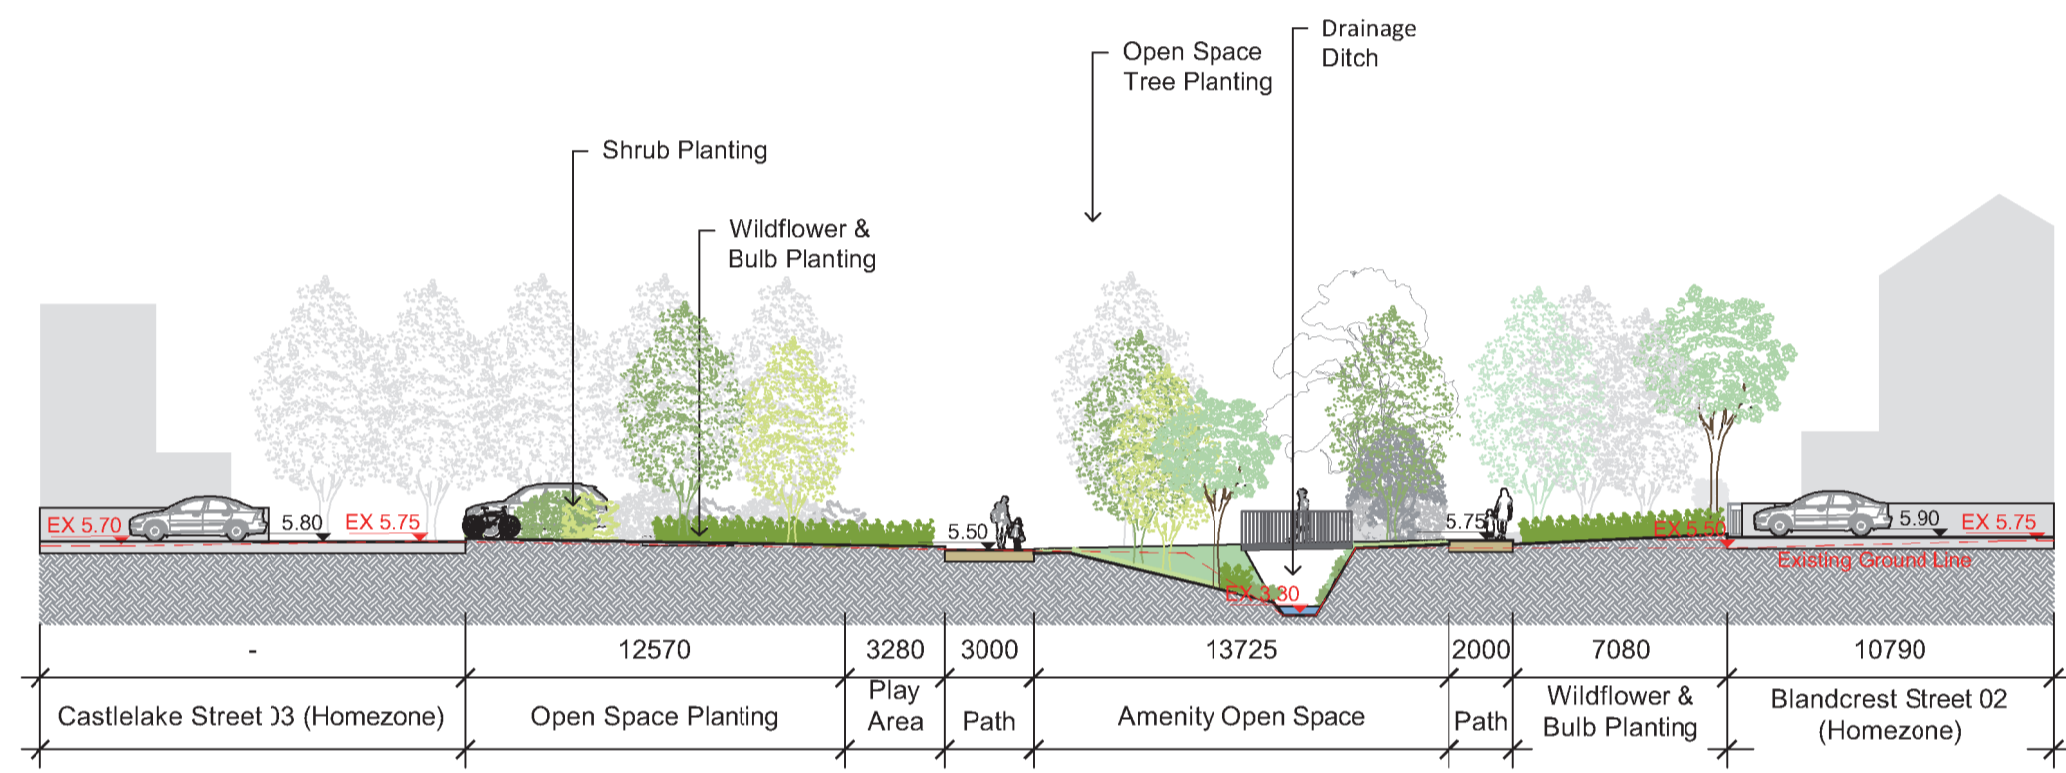 Drainage
Ditch
Open Space
Tree Planting
Shrub Planting
Wildflower &
Bulb Planting
EX 5.70
5.80
EX 5.75
5.50
5.75
EX 5.50
5.90
EX 5.75
Existing Ground Line
EX 3.30
-
12570
3280
3000
13725
2000
7080
10790
Castlelake Street 03 (Homezone)
Open Space Planting
Play
Area
Path
Amenity Open Space
Path
Wildflower &
Bulb Planting
Blandcrest Street 02
(Homezone)